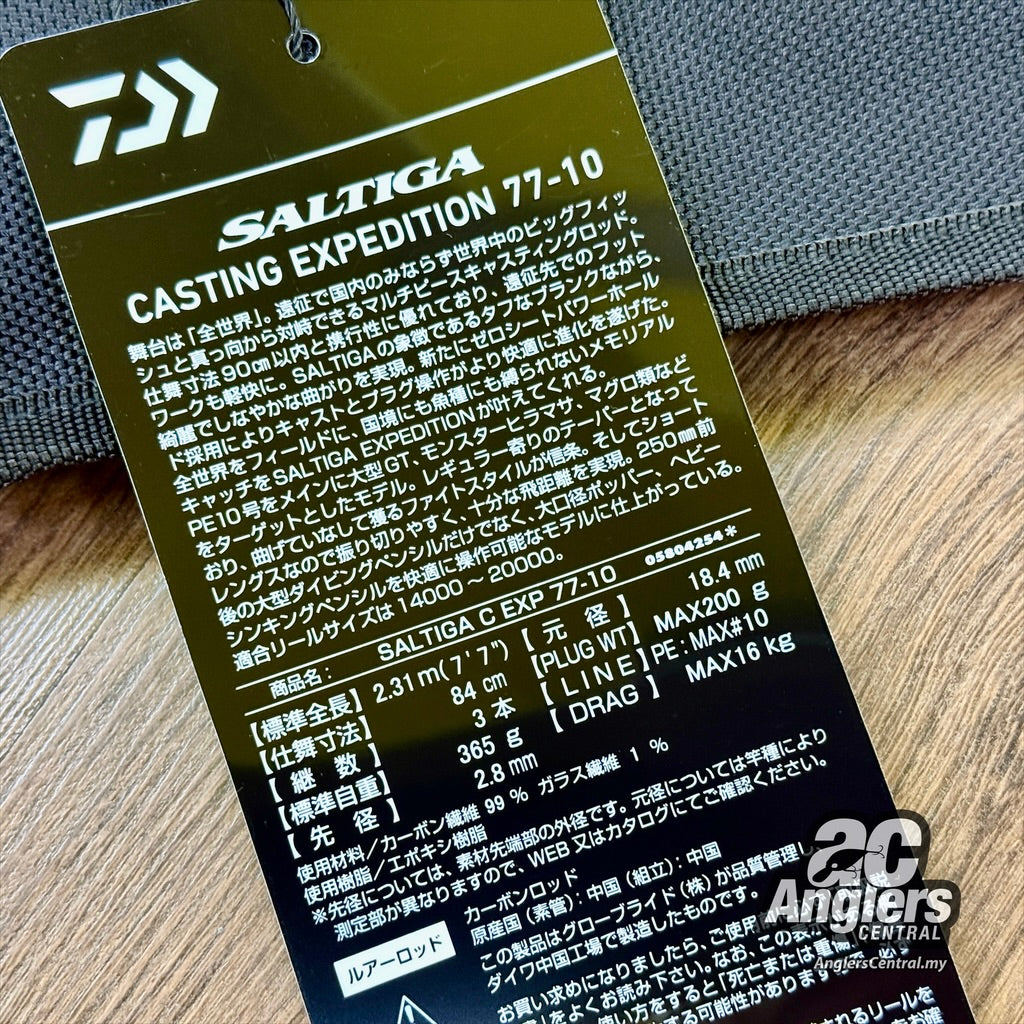 SALTIGA
CASTING EXPEDITION 77-10
舞台は「全世界」。遠征で国内のみならず世界中のビッグフィッ
シュと真っ向から対峙できるマルチピースキャスティングロッド。
仕舞寸法90cm以内と携行性に優れており、遠征先でのフット
ワークも軽快に。SALTIGAの象徴であるタフなブランクながら、
綺麗でしなやかな曲がりを実現。新たにゼロシートパワーホール
ド採用によりキャストとプラグ操作がより快適に進化を遂げた。
全世界をフィールドに、国境にも魚種にも縛られないメモリアル
キャッチをSALTIGA EXPEDITIONが叶えてくれる。
PE10号をメインに大型GT、モンスターヒラマサ、マグロ類など
をターゲットとしたモデル。レギュラー寄りのテーパーとなって
おり、曲げていなして獲るファイトスタイルが信条。そしてショート
レングスなので振り切りやすく、十分な飛距離を実現。250mm前
後の大型ダイビングペンシルだけでなく、大口径ポッパー、ヘビー
シンキングペンシルを快適に操作可能なモデルに仕上がっている。
適合リールサイズは14000～20000。
05804254*
商品名: SALTIGA C EXP 77-10
【標準全長】 2.31m(7'7") 【元 径】 18.4mm
【仕舞寸法】 84cm 【PLUG WT】 MAX200 g
【継 数】 3 本 【LINE】 PE:MAX#10
【標準自重】 365 g 【DRAG】 MAX16 kg
【先 径】 2.8mm
使用材料/カーボン繊維 99 % ガラス繊維 1 %
使用樹脂/エポキシ樹脂
※先径については、素材先端部の外径です。元径については竿種により
測定部が異なりますので、WEB 又はカタログにてご確認ください。
ルアーロッド
カーボンロッド
原産国(素管):中国(組立):中国
この製品はグローブライド(株)が品質管理し
ダイワ中国工場で製造したものです。
お買い求めになりましたら、ご使用
をよくお読み下さい。なお、この表
使い方をすると「死亡または重傷
する可能性があります
されるリールを
ac
Anglers
CENTRAL
AnglersCentral.my